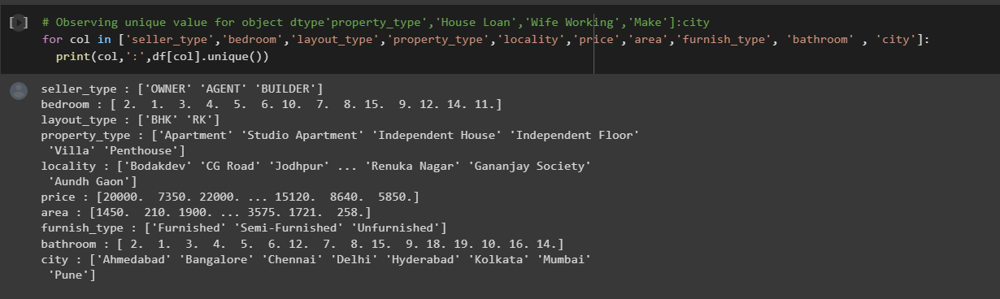 [ ] # Observing unique value for object dtype'property_type','House Loan','Wife Working','Make']:city
for col in ['seller_type','bedroom','layout_type','property_type','locality','price','area','furnish_type', 'bathroom' , 'city']:
  print(col,':',df[col].unique())
seller_type : ['OWNER' 'AGENT' 'BUILDER']
bedroom : [ 2.  1.  3.  4.  5.  6. 10.  7.  8. 15.  9. 12. 14. 11.]
layout_type : ['BHK' 'RK']
property_type : ['Apartment' 'Studio Apartment' 'Independent House' 'Independent Floor'
 'Villa' 'Penthouse']
locality : ['Bodakdev' 'CG Road' 'Jodhpur' ... 'Renuka Nagar' 'Gananjay Society'
 'Aundh Gaon']
price : [20000.  7350. 22000. ... 15120.  8640.  5850.]
area : [1450.  210. 1900. ... 3575. 1721.  258.]
furnish_type : ['Furnished' 'Semi-Furnished' 'Unfurnished']
bathroom : [ 2.  1.  3.  4.  5.  6. 12.  7.  8. 15.  9. 18. 19. 10. 16. 14.]
city : ['Ahmedabad' 'Bangalore' 'Chennai' 'Delhi' 'Hyderabad' 'Kolkata' 'Mumbai'
 'Pune']